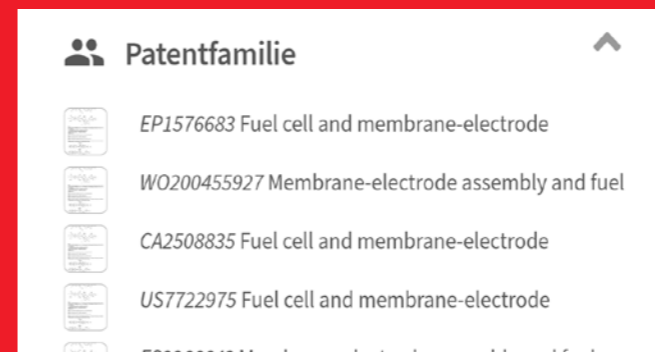 Patentfamilie
EP1576683 Fuel cell and membrane-electrode
WO200455927 Membrane-electrode assembly and fuel
CA2508835 Fuel cell and membrane-electrode
US7722975 Fuel cell and membrane-electrode